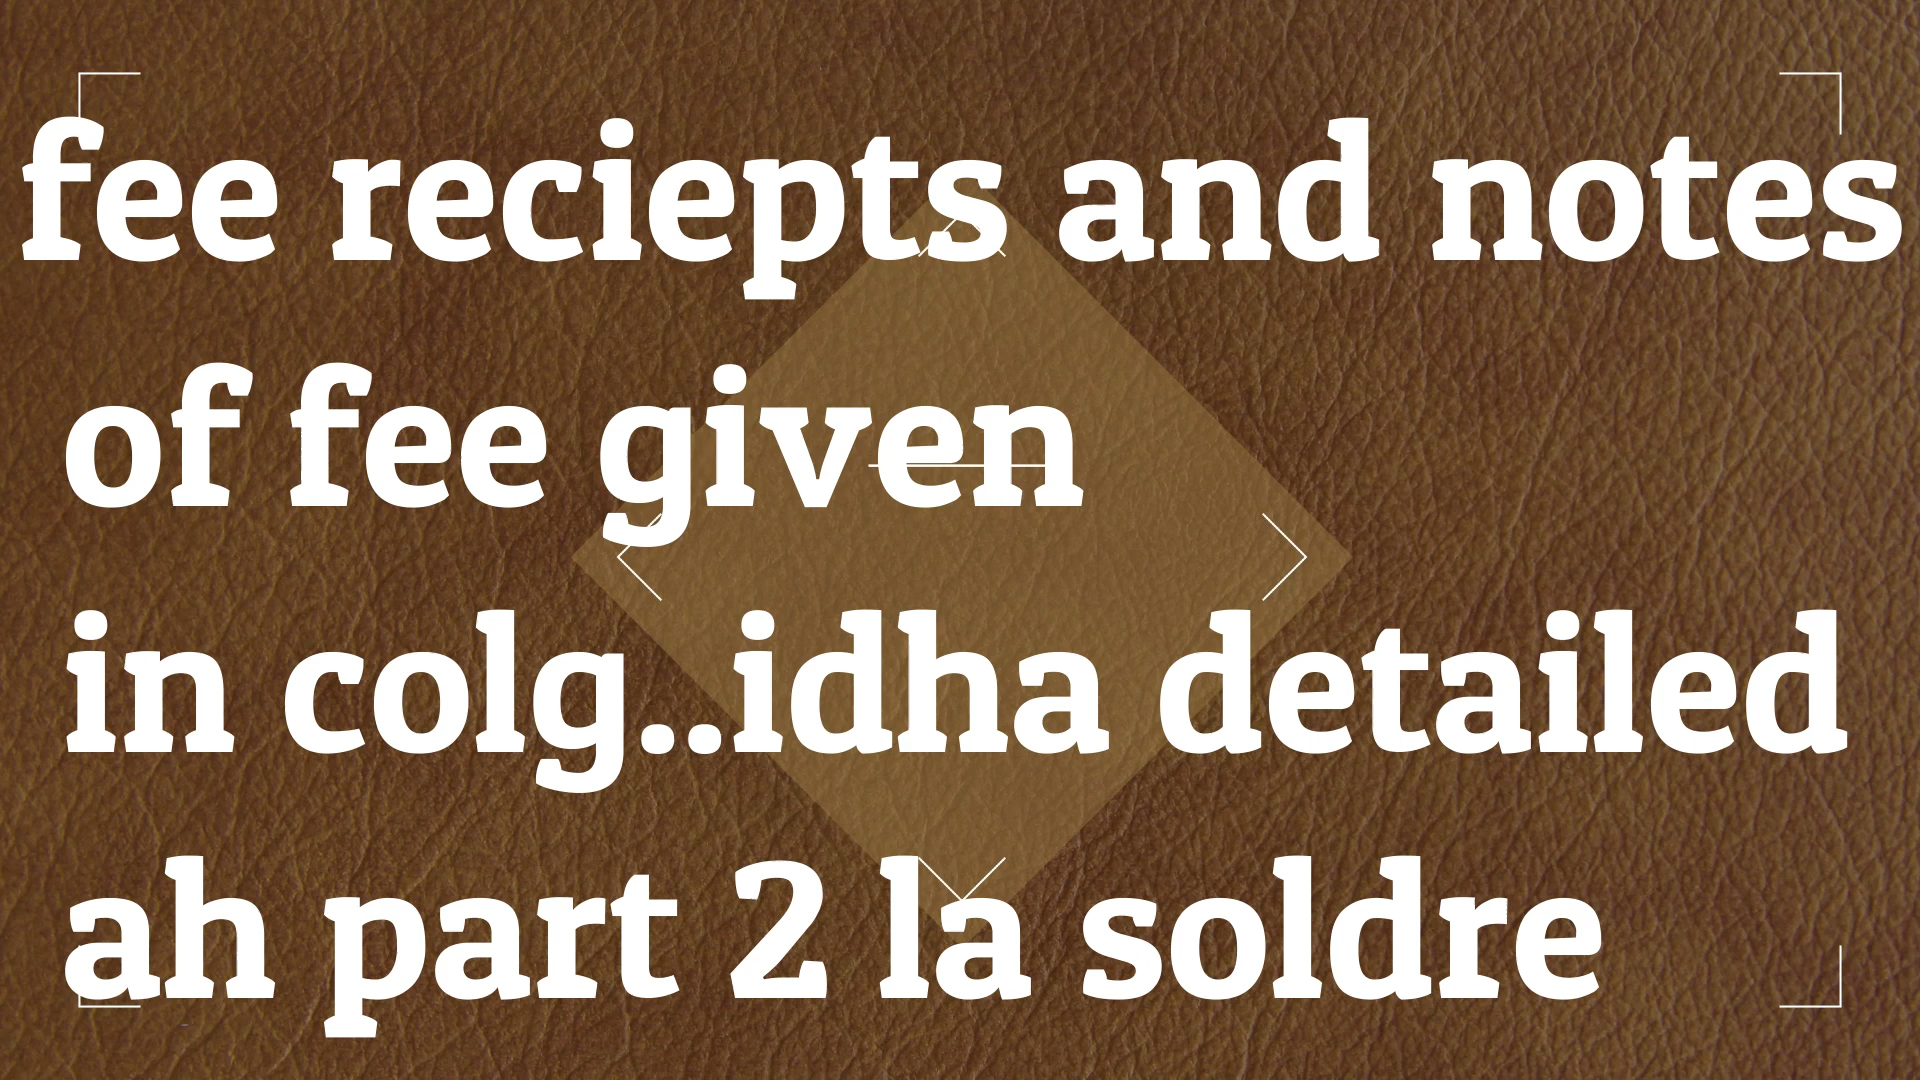 fee reciepts and notes
of fee given
in colg..idha detailed
ah part 2 la soldre